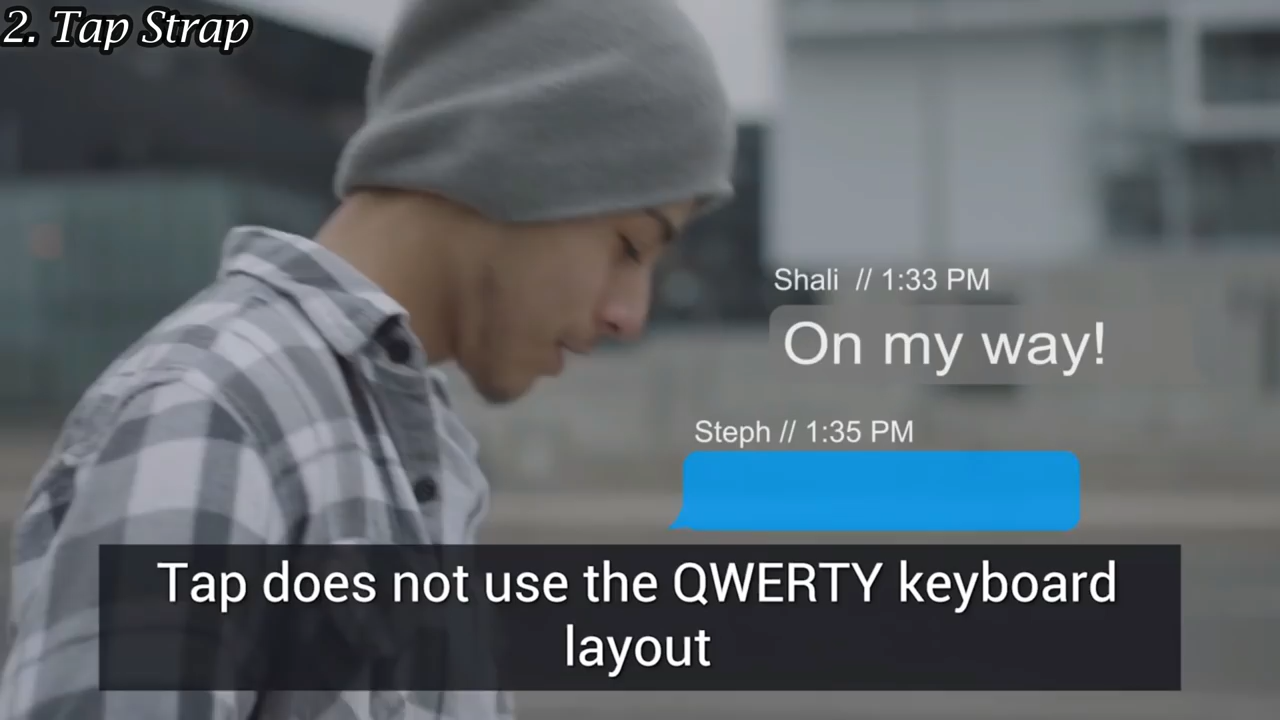 2. Tap Strap
Shali // 1:33 PM
On my way!
Steph // 1:35 PM
Tap does not use the QWERTY keyboard
layout